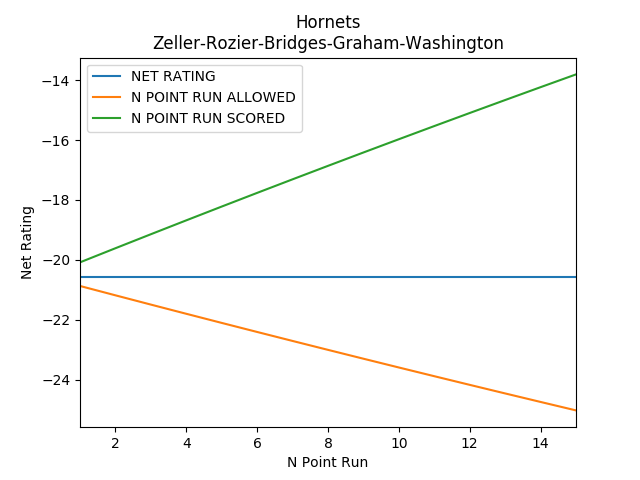 Hornets
Zeller-Rozier-Bridges-Graham-Washington
NET RATING
N POINT RUN ALLOWED
N POINT RUN SCORED
−14
−16
−18
−20
−22
−24
Net Rating
2 4 6 8 10 12 14
N Point Run